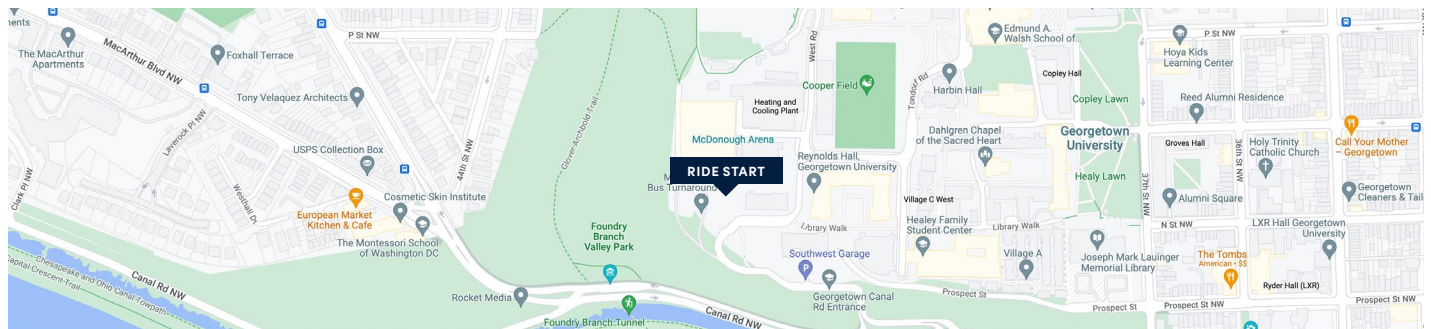 nents
The MacArthur
Apartments
MacArthur Blvd NW
P St NW
Foxhall Terrace
Tony Velaquez Architects
Laverock Pl NW
USPS Collection Box
44th St NW
Clark Pl NW
Westhall Dr
European Market
Kitchen & Cafe
Cosmetic Skin Institute
The Montessori School
of Washington DC
Chesapeake and Ohio Canal Towpath
Capital-Crescent-Trail
Canal Rd NW
Rocket Media
Glover-Archbold-Trail
Foundry
Branch
Valley Park
Foundry Branch Tunnel
Canal Rd NW
West Rd
Cooper Field
Heating and
Cooling Plant
McDonough Arena
RIDE START
Bus Turnaround
Reynolds Hall,
Georgetown University
Library Walk
Southwest Garage
Georgetown Canal
Rd Entrance
Tondorf Rd
Harbin Hall
Edmund A.
Walsh School of...
Copley Hall
Copley Lawn
Dahlgren Chapel
of the Sacred Heart
Georgetown
University
Healy Lawn
Village C West
Healey Family
Student Center
Library Walk
Village A
Prospect St
Joseph Mark Lauinger
Memorial Library
Prospect St
P St NW
Hoya Kids
Learning Center
Reed Alumni Residence
Groves Hall
37th St NW
36th St NW
Holy Trinity
Catholic Church
Call Your Mother
– Georgetown
Alumni Square
Georgetown
Cleaners & Tail
N St NW
LXR Hall Georgetown
University
The Tombs
American • $$
Ryder Hall (LXR)
Prospect St NW
Prospect St NW